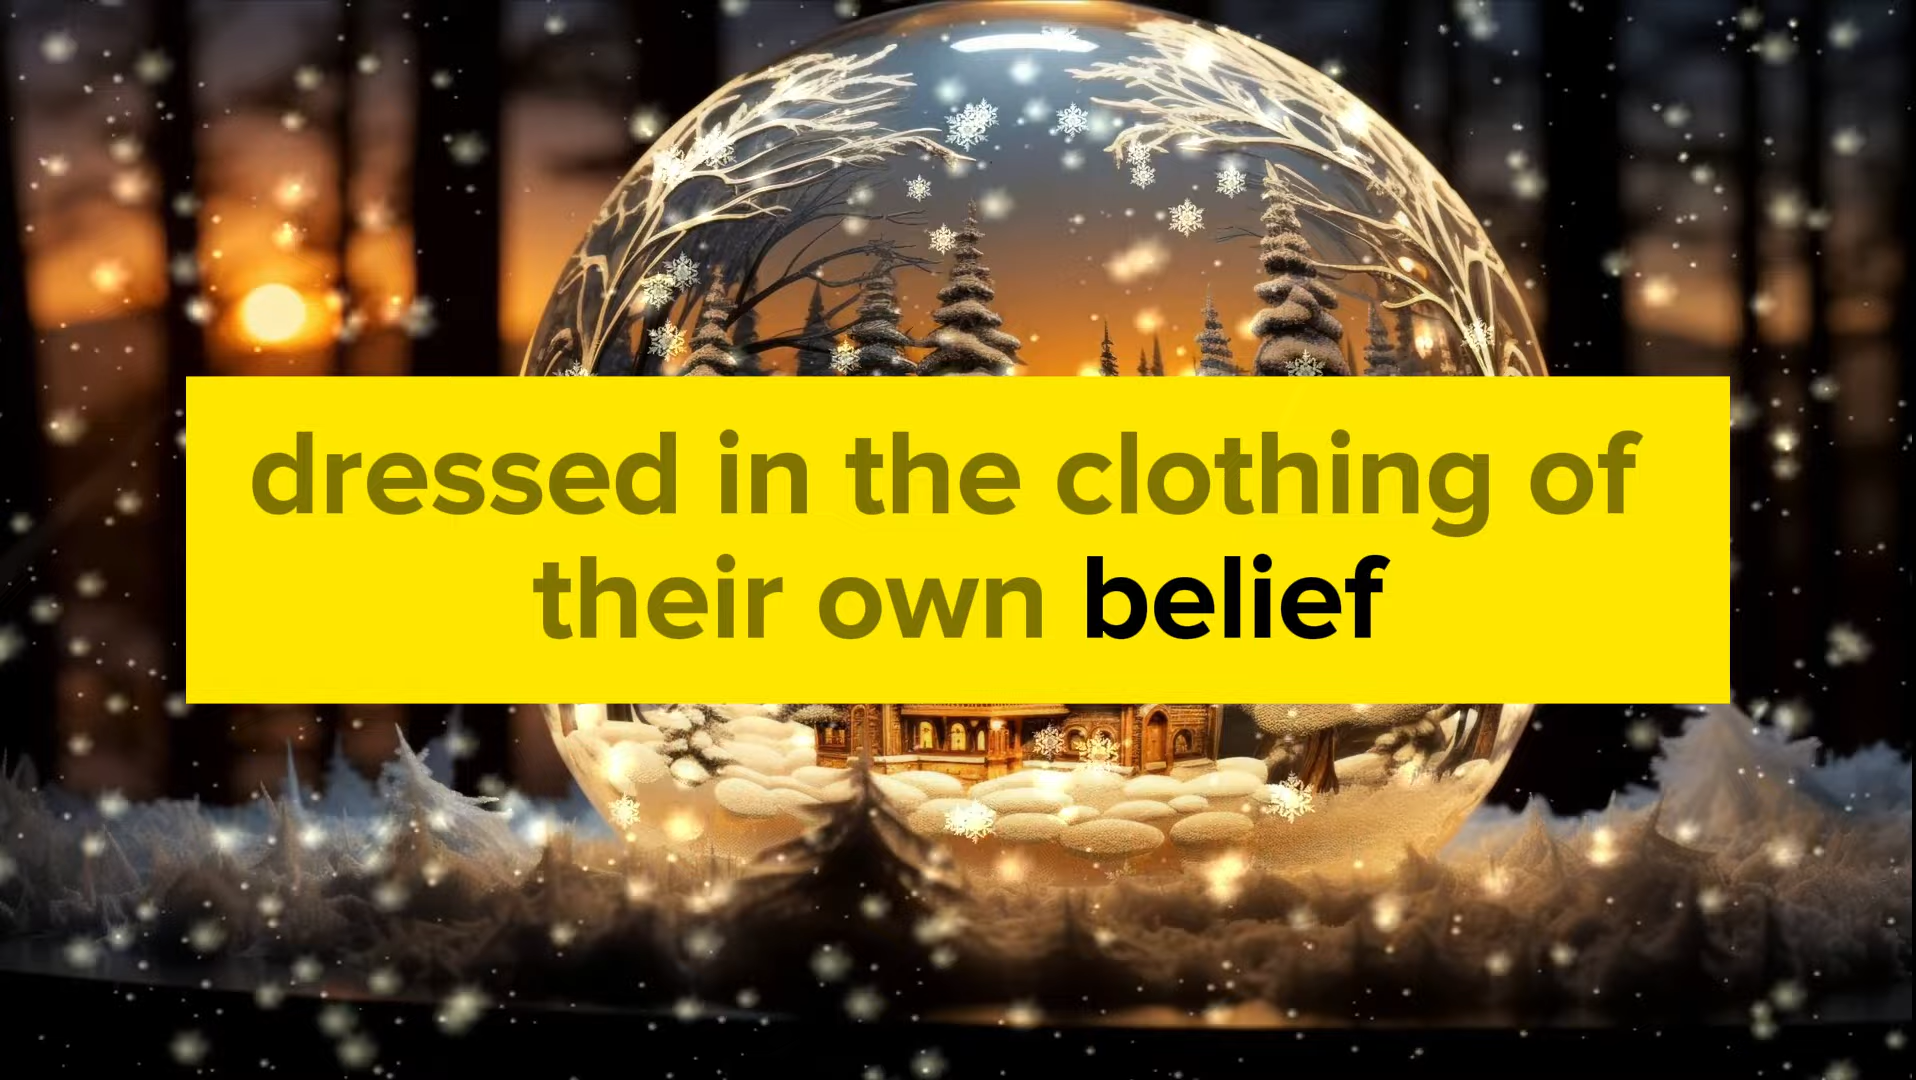 dressed in the clothing of
their own belief